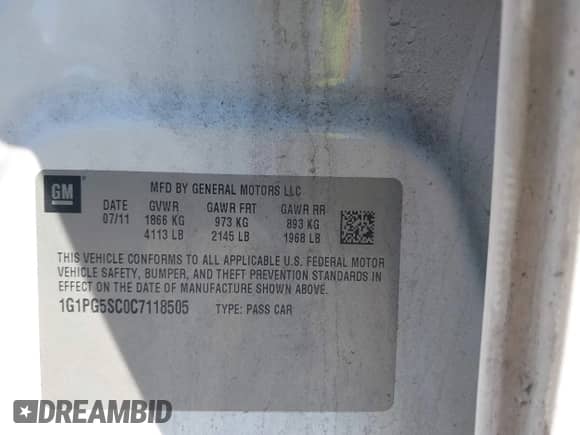 GM
®
MFD BY GENERAL MOTORS LLC
DATE GVWR GAWR FRT GAWR RR
07/11 1866 KG 973 KG 893 KG
4113 LB 2145 LB 1968 LB
THIS VEHICLE CONFORMS TO ALL APPLICABLE U.S. FEDERAL MOTOR
VEHICLE SAFETY, BUMPER, AND THEFT PREVENTION STANDARDS IN
EFFECT ON THE DATE OF MANUFACTURE SHOWN ABOVE.
1G1PG5SC0C7118505 TYPE: PASS CAR
DREAMBID